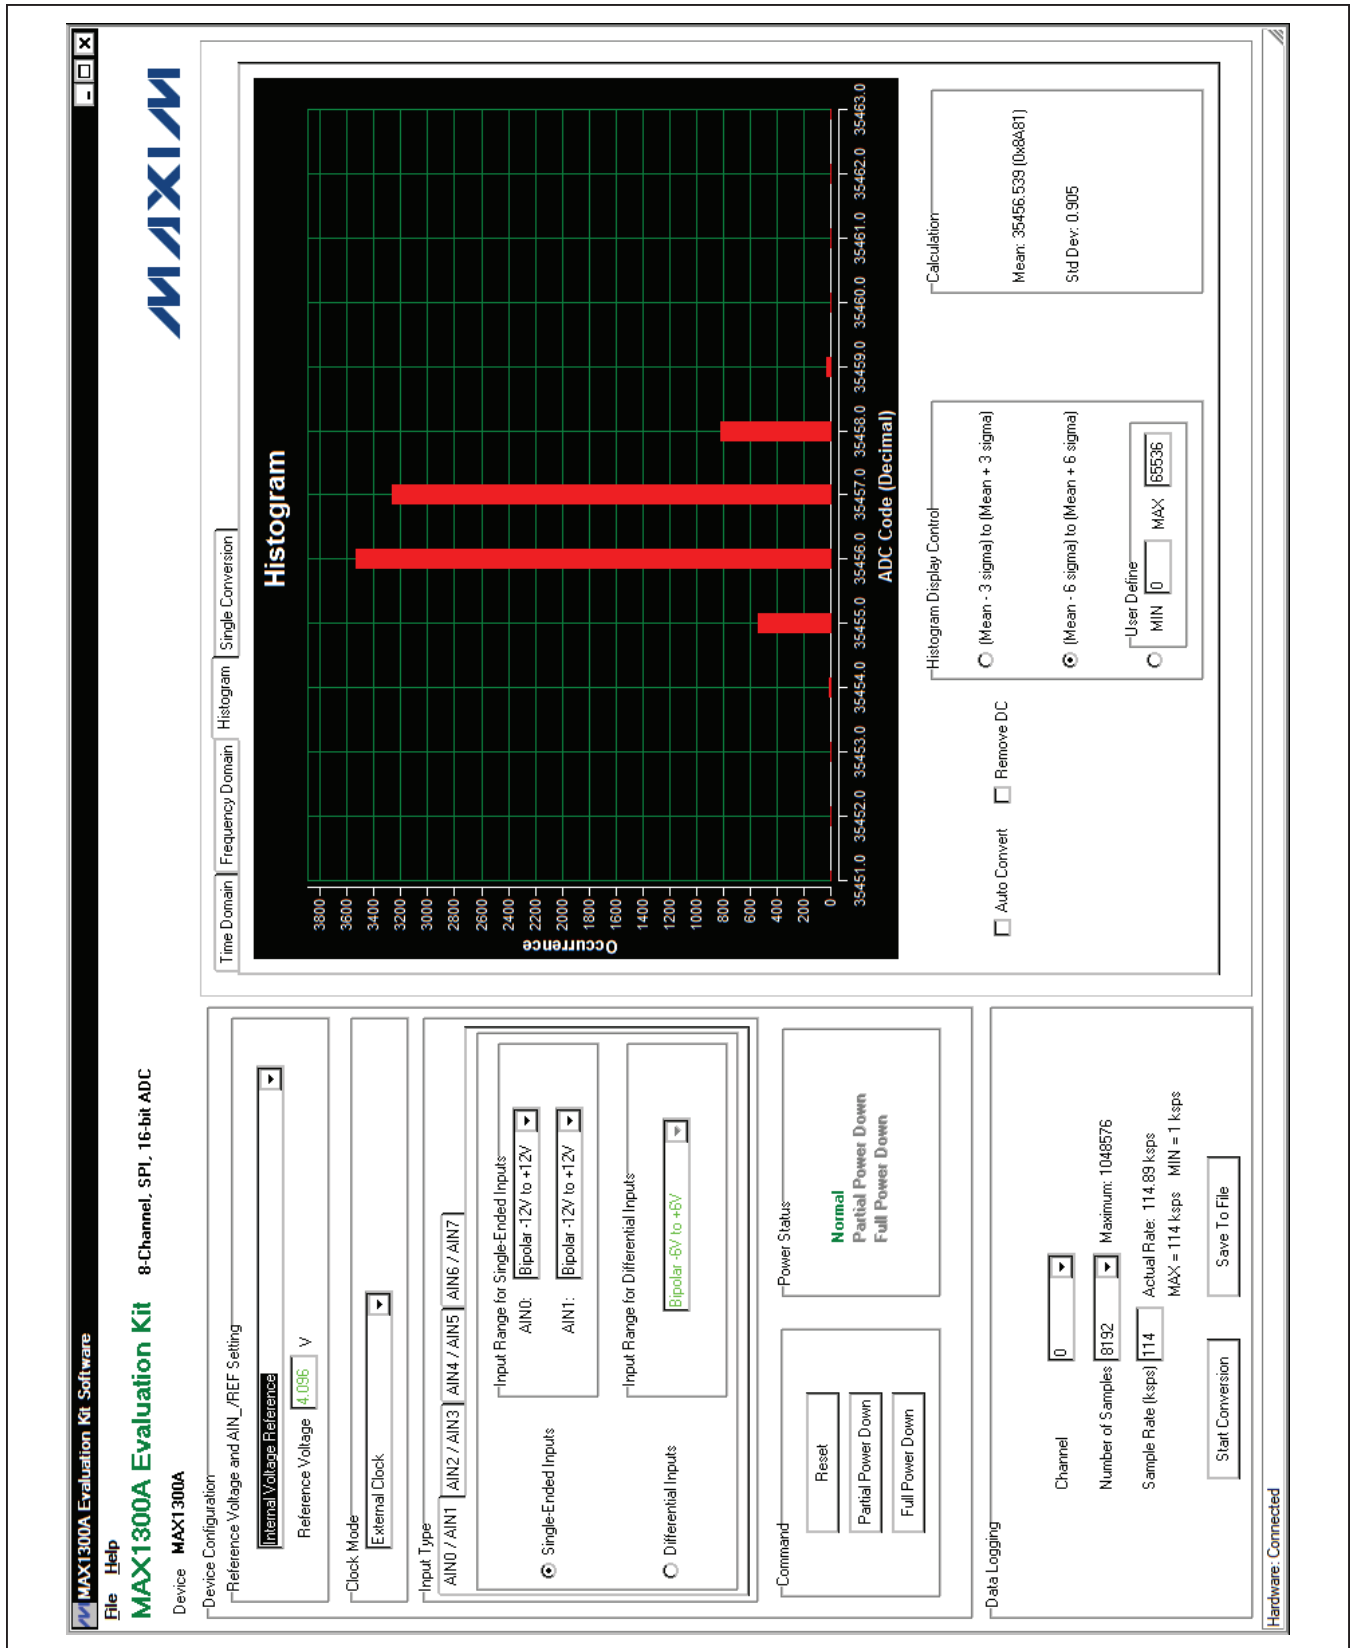 MAX1300A Evaluation Kit Software
File Help
MAX1300A Evaluation Kit 8-Channel, SPI, 16-bit ADC
MAXIM
Device MAX1300A
Device Configuration
Reference Voltage and AIN_/REF Setting
Internal Voltage Reference
Reference Voltage 4.096 V
Clock Mode
External Clock
Input Type
AIN0 / AIN1 AIN2 / AIN3 AIN4 / AIN5 AIN6 / AIN7
Single-Ended Inputs
Input Range for Single-Ended Inputs
AIN0: Bipolar -12V to +12V
AIN1: Bipolar -12V to +12V
Differential Inputs
Input Range for Differential Inputs
Bipolar -6V to +6V
Command
Reset
Partial Power Down
Full Power Down
Power Status
Normal
Partial Power Down
Full Power Down
Data Logging
Channel 0
Number of Samples 8192 Maximum: 1048576
Sample Rate (ksps) 114 Actual Rate: 114.89 ksps
MAX = 114 ksps MIN = 1 ksps
Start Conversion Save To File
Time Domain Frequency Domain Histogram Single Conversion
Histogram
Occurrence
3800
3600
3400
3200
3000
2800
2600
2400
2200
2000
1800
1600
1400
1200
1000
800
600
400
200
0
35451.0 35452.0 35453.0 35454.0 35455.0 35456.0 35457.0 35458.0 35459.0 35460.0 35461.0 35462.0 35463.0
ADC Code (Decimal)
Auto Convert Remove DC
Histogram Display Control
(Mean - 3 sigma) to (Mean + 3 sigma)
(Mean - 6 sigma) to (Mean + 6 sigma)
User Define
MIN 0 MAX 65536
Calculation
Mean: 35456.539 (0x8A81)
Std Dev: 0.905
Hardware: Connected